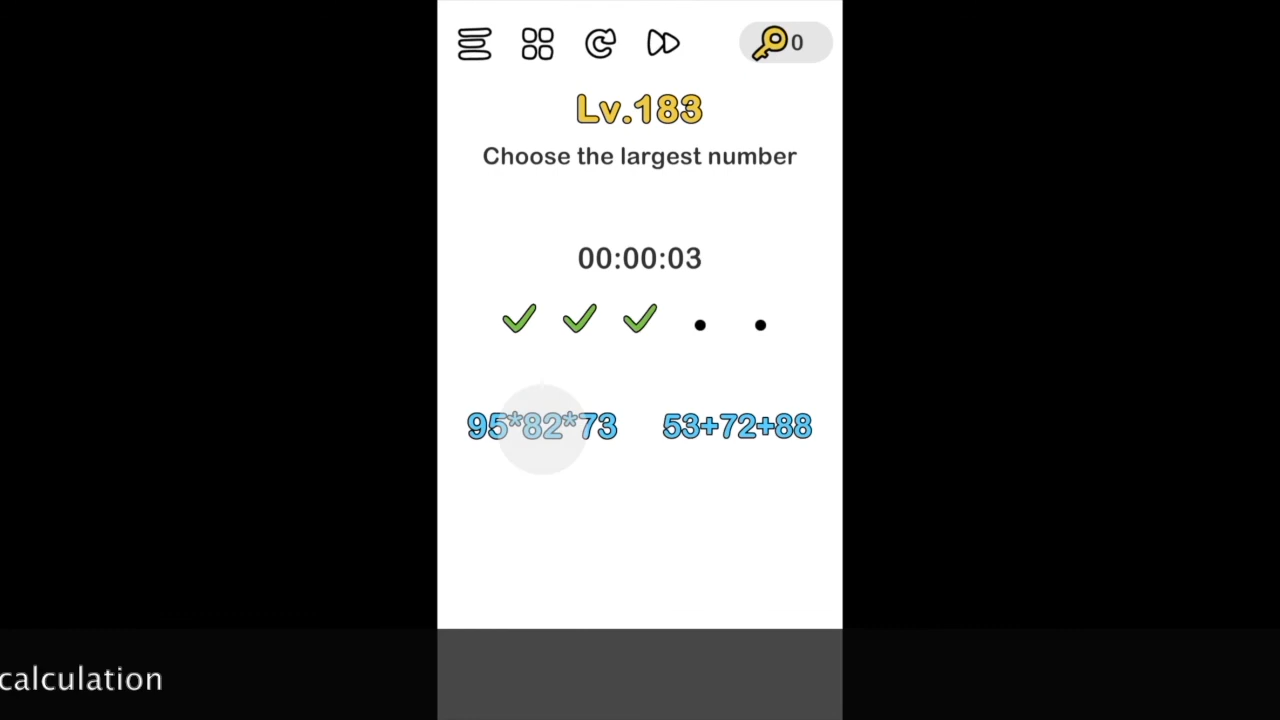 0
Lv.183
Choose the largest number
00:00:03
95*82*73 53+72+88
calculation